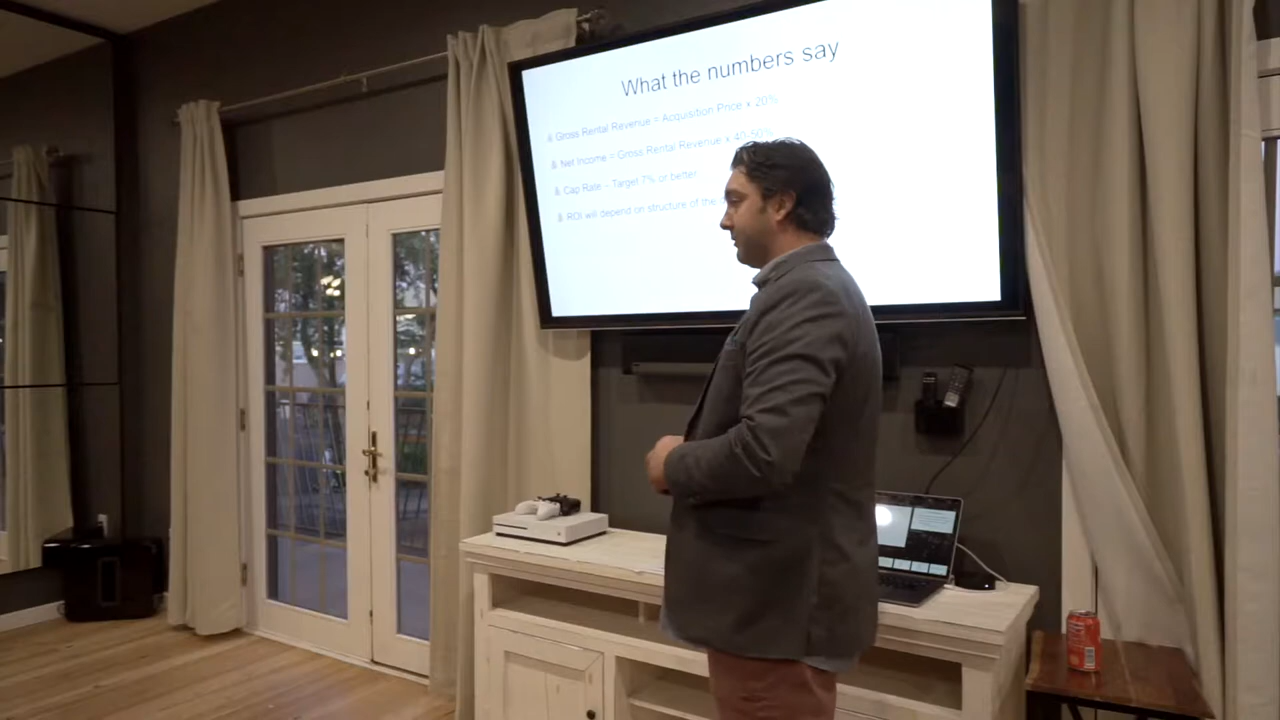 What the numbers say
& Gross Rental Revenue = Acquisition Price x 20%
& Net Income = Gross Rental Revenue x 40-50%
& Cap Rate – Target 7% or better
& ROI will depend on structure of the